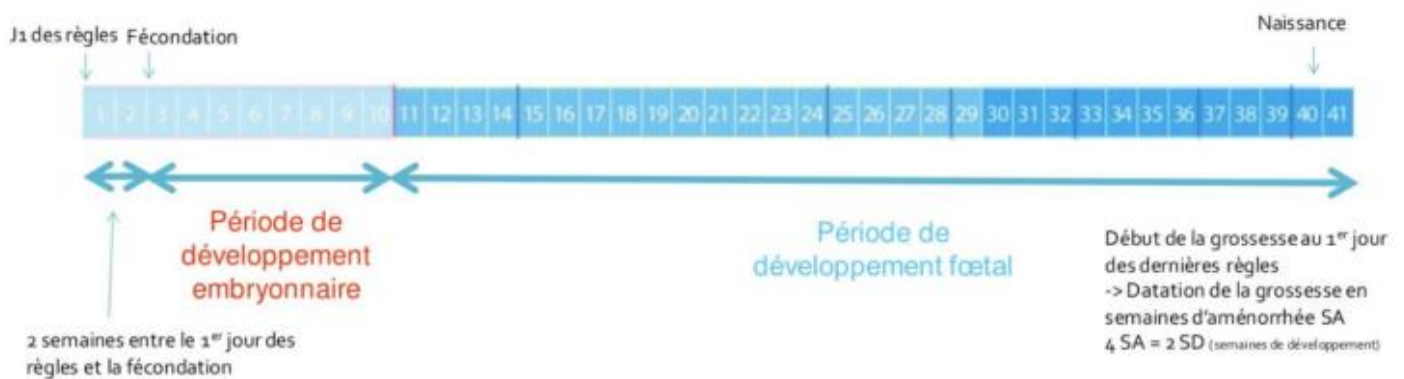 J1 des règles Fécondation
Naissance
1 2 3 4 5 6 7 8 9 10 11 12 13 14 15 16 17 18 19 20 21 22 23 24 25 26 27 28 29 30 31 32 33 34 35 36 37 38 39 40 41
Période de
développement
embryonnaire
Période de
développement fœtal
2 semaines entre le 1er jour des
règles et la fécondation
Début de la grossesse au 1er jour
des dernières règles
-> Datation de la grossesse en
semaines d'aménorrhée SA
4 SA = 2 SD (semaines de développement)